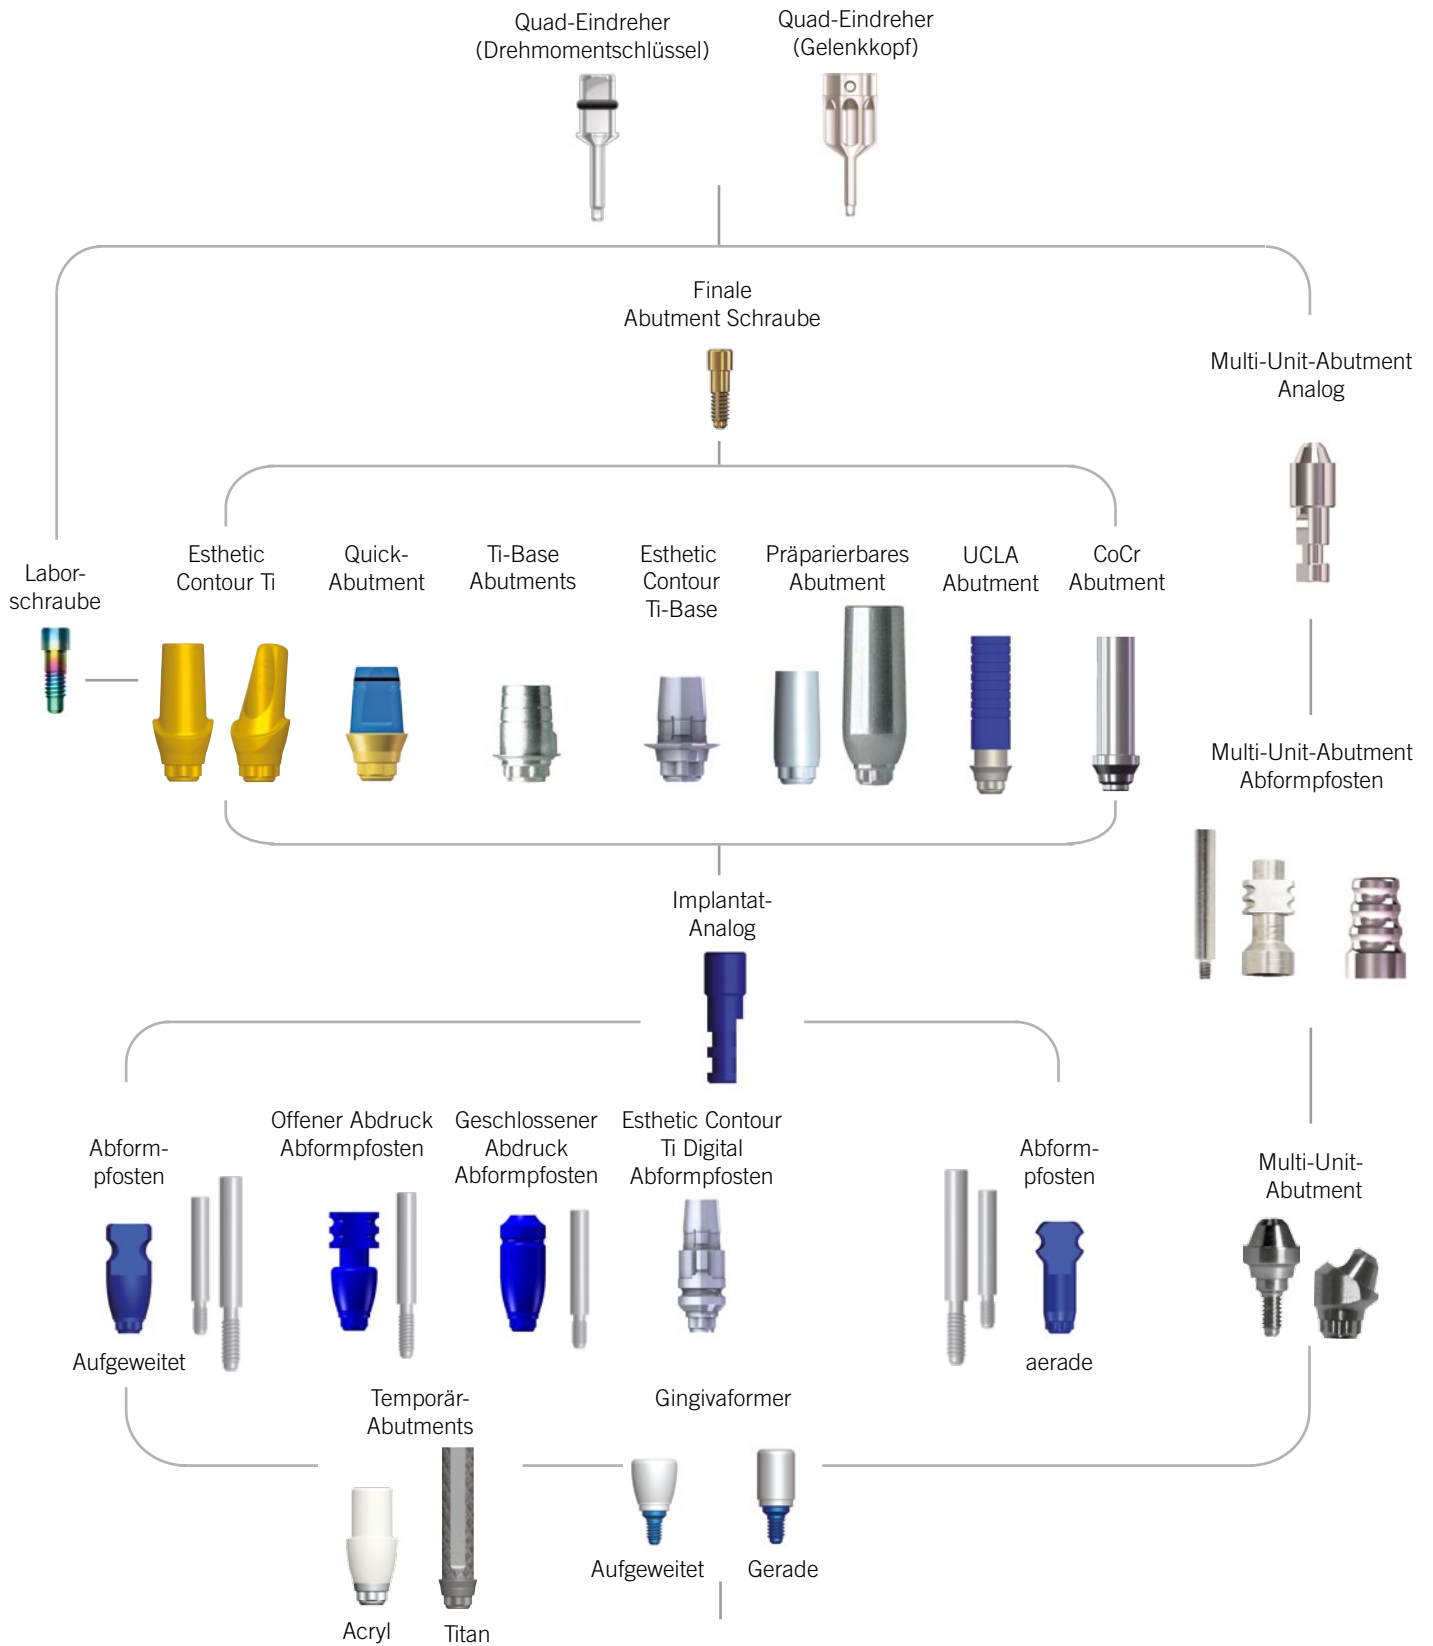 Quad-Eindreher
(Drehmomentschlüssel)
Quad-Eindreher
(Gelenkkopf)
Finale
Abutment Schraube
Multi-Unit-Abutment
Analog
Labor-
schraube
Esthetic
Contour Ti
Quick-
Abutment
Ti-Base
Abutments
Esthetic
Contour
Ti-Base
Präparierbares
Abutment
UCLA
Abutment
CoCr
Abutment
Multi-Unit-Abutment
Abformpfosten
Implantat-
Analog
Abform-
pfosten
Aufgeweitet
Offener Abdruck
Abformpfosten
Geschlossener
Abdruck
Abformpfosten
Esthetic Contour
Ti Digital
Abformpfosten
Abform-
pfosten
aerade
Multi-Unit-
Abutment
Temporär-
Abutments
Acryl
Titan
Gingivaformer
Aufgeweitet
Gerade